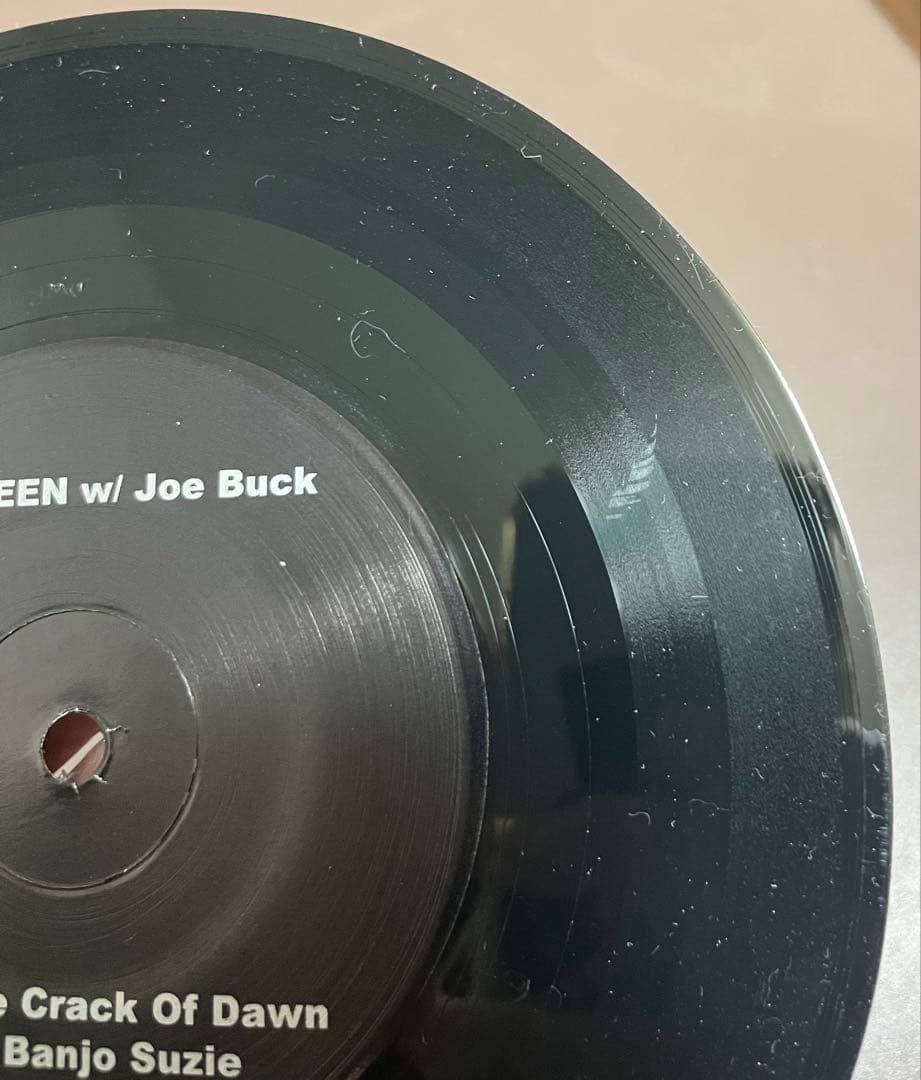 EEN w/ Joe Buck
e Crack Of Dawn
Banjo Suzie